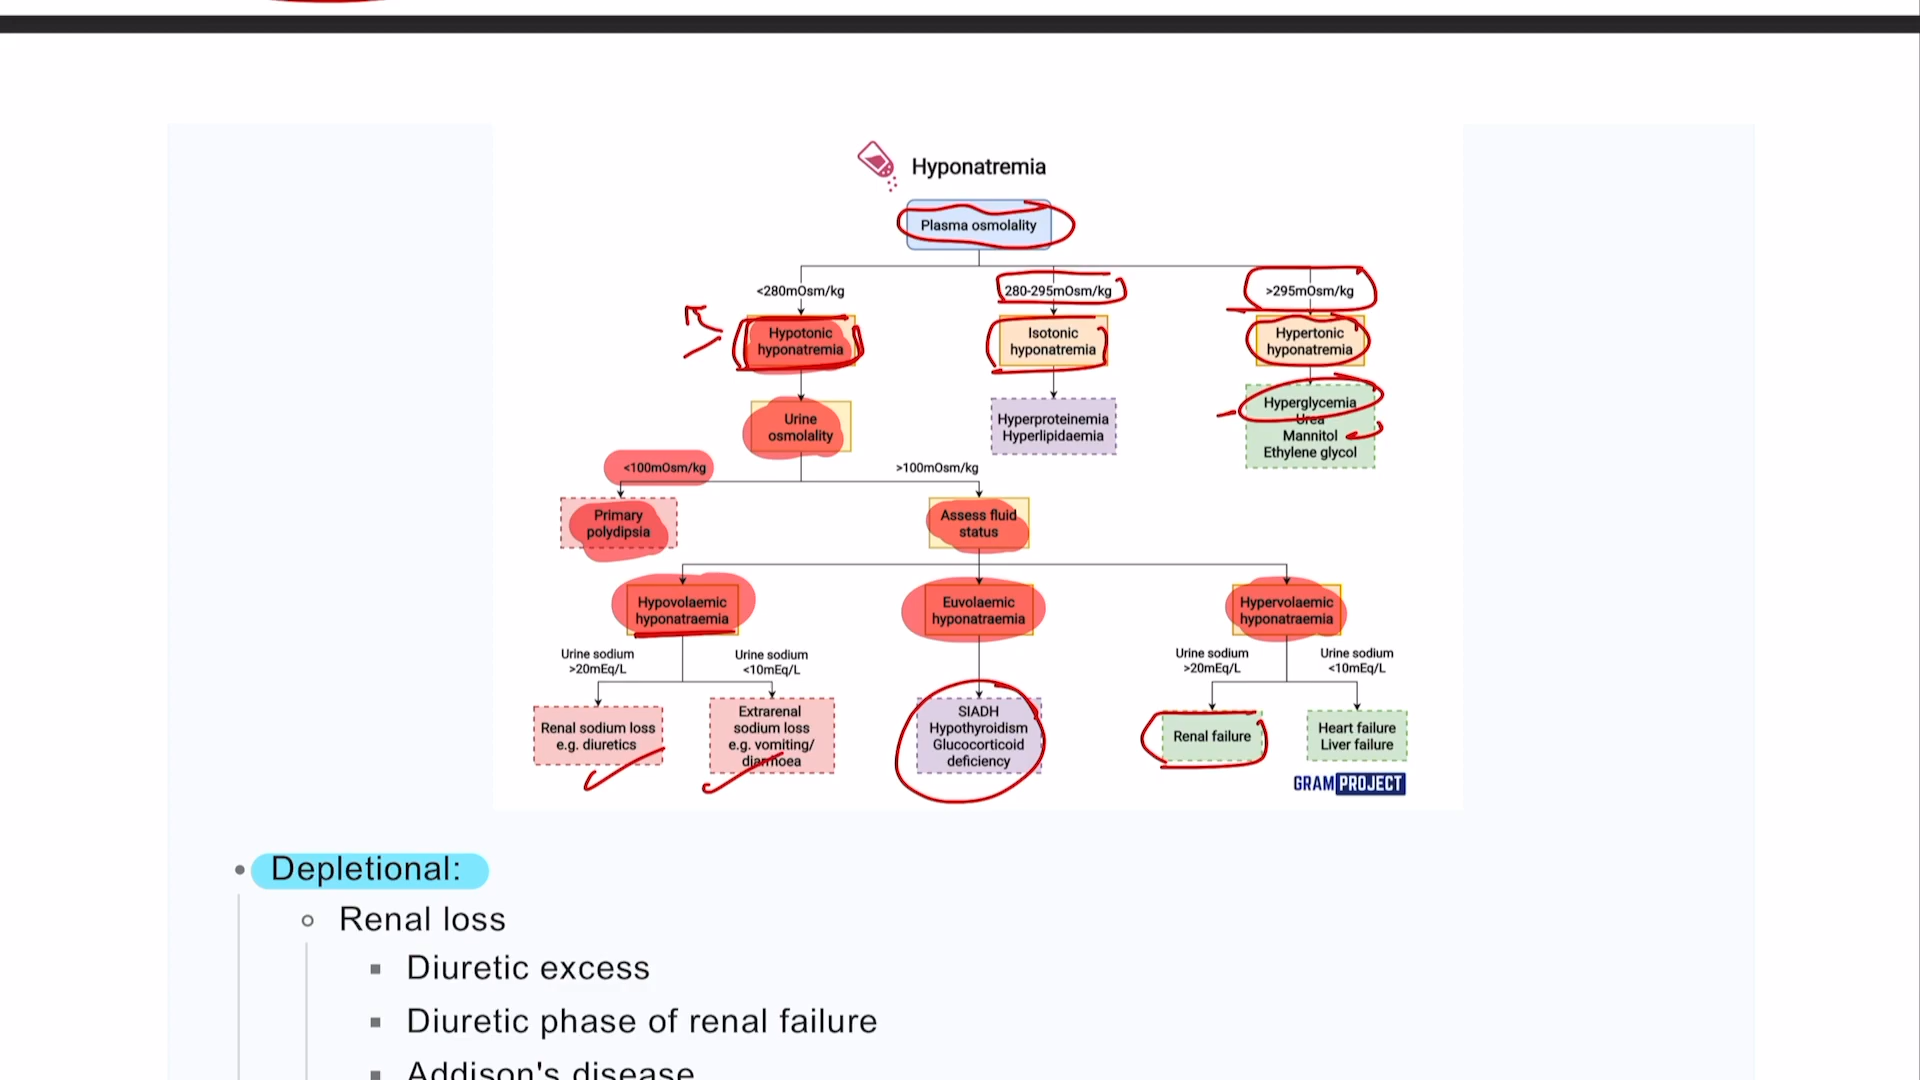 Hyponatremia
Plasma osmolality
<280mOsm/kg
280-295mOsm/kg
>295mOsm/kg
Hypotonic
hyponatremia
Isotonic
hyponatremia
Hypertonic
hyponatremia
Urine
osmolality
Hyperproteinemia
Hyperlipidaemia
Hyperglycemia
Urea
Mannitol
Ethylene glycol
<100mOsm/kg
>100mOsm/kg
Primary
polydipsia
Assess fluid
status
Hypovolaemic
hyponatraemia
Euvolaemic
hyponatraemia
Hypervolaemic
hyponatraemia
Urine sodium
>20mEq/L
Urine sodium
<10mEq/L
Urine sodium
>20mEq/L
Urine sodium
<10mEq/L
Renal sodium loss
e.g. diuretics
Extrarenal
sodium loss
e.g. vomiting/
diarrhoea
SIADH
Hypothyroidism
Glucocorticoid
deficiency
Renal failure
Heart failure
Liver failure
GRAM PROJECT
Depletional:
Renal loss
Diuretic excess
Diuretic phase of renal failure
Addison's disease